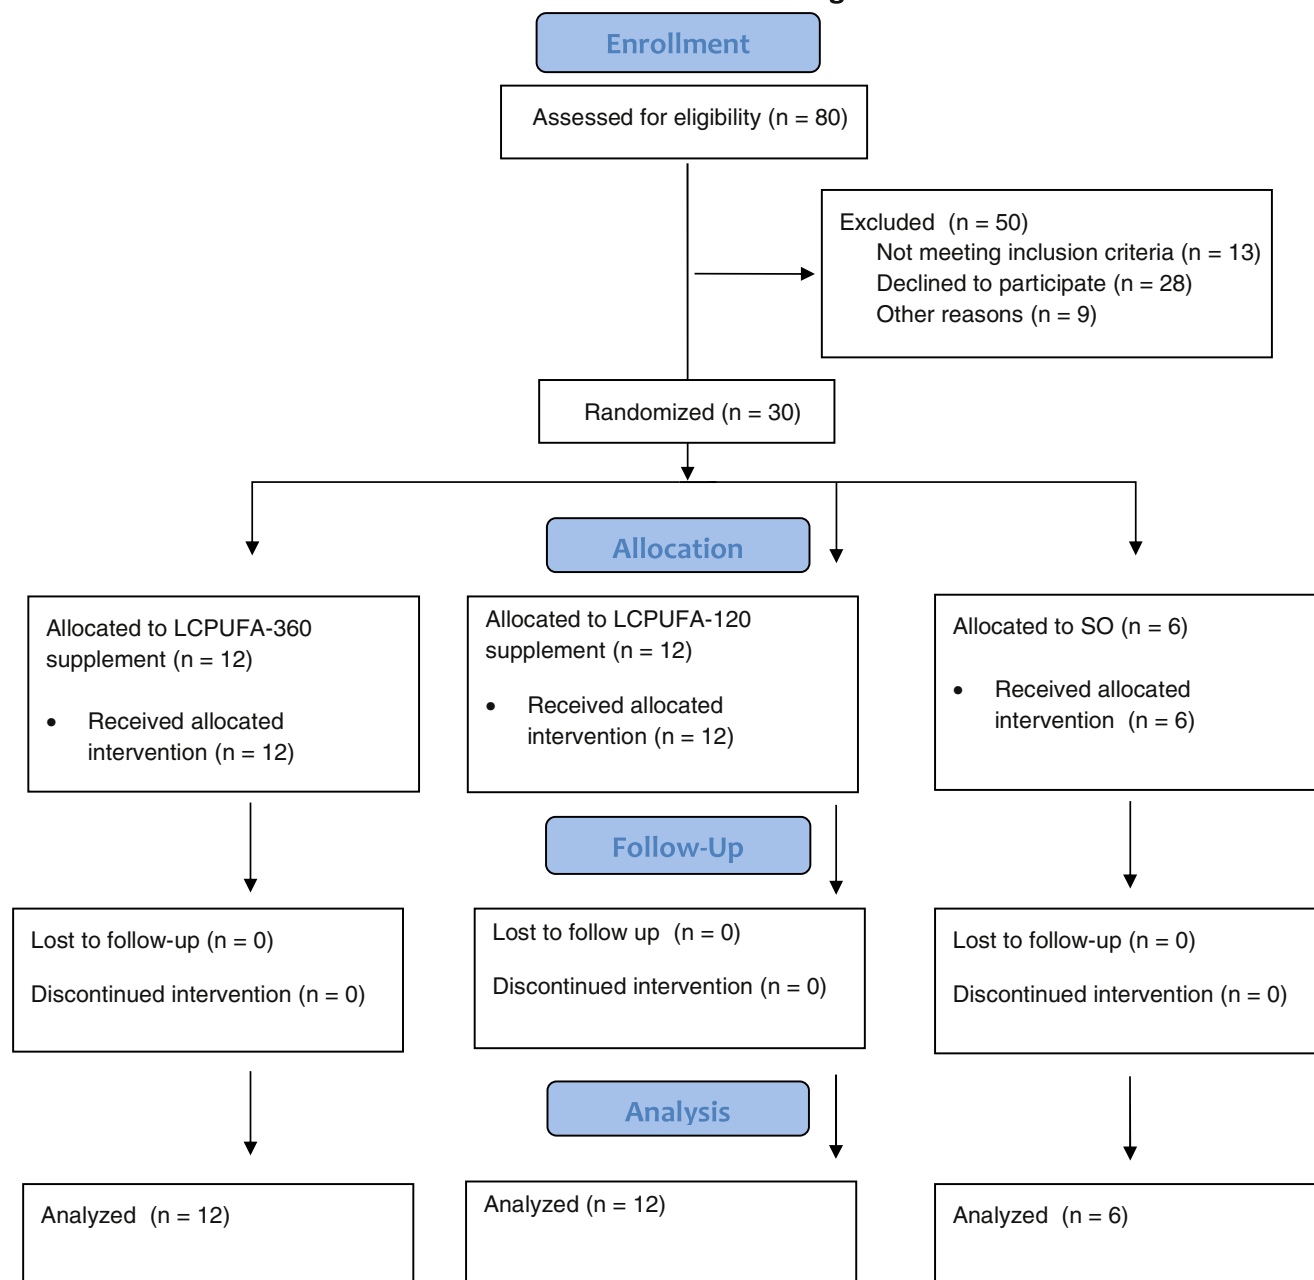 Enrollment
Assessed for eligibility (n = 80)
Excluded (n = 50)
Not meeting inclusion criteria (n = 13)
Declined to participate (n = 28)
Other reasons (n = 9)
Randomized (n = 30)
Allocation
Allocated to LCPUFA-360
supplement (n = 12)
• Received allocated
intervention (n = 12)
Allocated to LCPUFA-120
supplement (n = 12)
• Received allocated
intervention (n = 12)
Allocated to SO (n = 6)
• Received allocated
intervention (n = 6)
Follow-Up
Lost to follow-up (n = 0)
Discontinued intervention (n = 0)
Lost to follow up (n = 0)
Discontinued intervention (n = 0)
Lost to follow-up (n = 0)
Discontinued intervention (n = 0)
Analysis
Analyzed (n = 12)
Analyzed (n = 12)
Analyzed (n = 6)